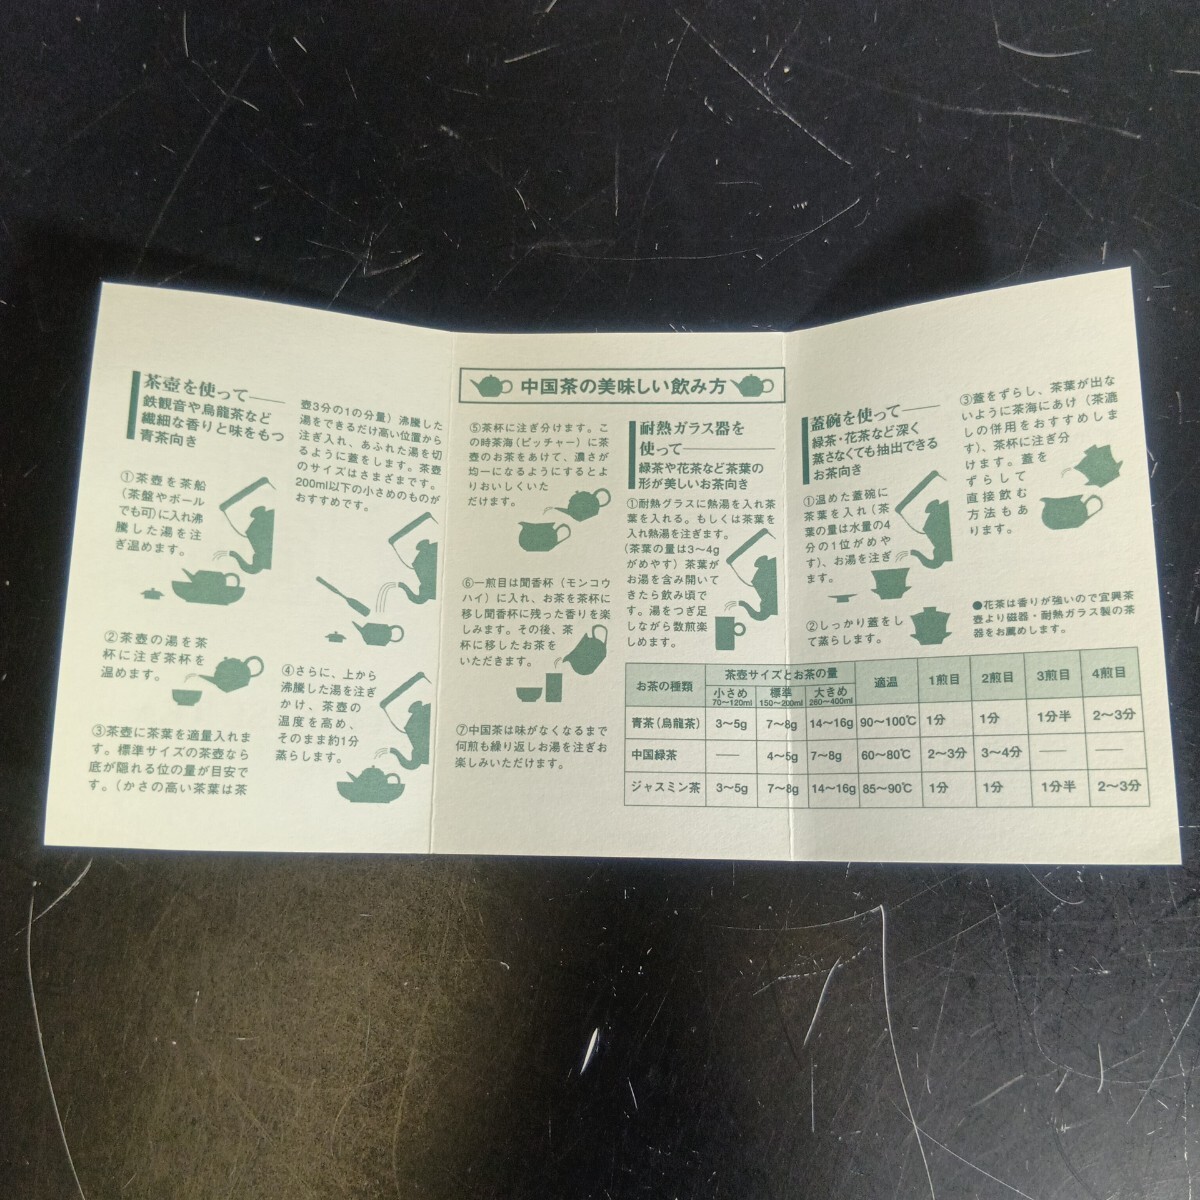 茶壺を使って——
鉄観音や烏龍茶など
繊細な香りと味をもつ
青茶向き
①茶壺を茶船
(茶盤やボール
でも可)に入れ沸
騰した湯を注
ぎ温めます。
②茶壺の湯を茶
杯に注ぎ茶杯を
温めます。
③茶壺に茶葉を適量入れま
す。標準サイズの茶壺なら
底が隠れる位の量が目安で
す。(かさの高い茶葉は茶
壺3分の1の分量) 沸騰した
湯をできるだけ高い位置から
注ぎ入れ、あふれた湯を切
るように蓋をします。茶壺
のサイズはさまざまです。
200ml以下の小さめのものが
おすすめです。
④さらに、上から
沸騰した湯を注ぎ
かけ、茶壺の
温度を高め、
そのまま約1分
蒸らします。
中国茶の美味しい飲み方
⑤茶杯に注ぎ分けます。こ
の時茶海(ピッチャー)に茶
壺のお茶をあけて、濃さが
均一になるようにするとよ
りおいしくいた
だけます。
⑥一煎目は聞香杯(モンコウ
ハイ)に入れ、お茶を茶杯に
移し聞香杯に残った香りを楽
しみます。その後、茶
杯に移したお茶を
いただきます。
⑦中国茶は味がなくなるまで
何煎も繰り返しお湯を注ぎお
楽しみいただけます。
耐熱ガラス器を
使って——
緑茶や花茶など茶葉の
形が美しいお茶向き
①耐熱グラスに熱湯を入れ茶
葉を入れる。もしくは茶葉を
入れ熱湯を注ぎます。
(茶葉の量は3〜4g
がめやす) 茶葉が
お湯を含み開いて
きたら飲み頃で
す。湯をつぎ足
しながら数煎楽
しめます。
蓋碗を使って——
緑茶・花茶など深く
蒸さなくても抽出できる
お茶向き
①温めた蓋碗に
茶葉を入れ(茶
葉の量は水量の4
分の1位がめや
す)、お湯を注ぎ
ます。
②しっかり蓋をし
て蒸らします。
③蓋をずらし、茶葉が出な
いように茶海にあけ(茶漉
しの併用をおすすめしま
す)、茶杯に注ぎ分
けます。蓋を
ずらして
直接飲む
方法もあ
ります。
●花茶は香りが強いので宜興茶
壺より磁器・耐熱ガラス製の茶
器をお薦めします。
お茶の種類 茶壺サイズとお茶の量 適温 1煎目 2煎目 3煎目 4煎目
小さめ 標準 大きめ
70〜120ml 150〜200ml 260〜400ml
青茶(烏龍茶) 3〜5g 7〜8g 14〜16g 90〜100℃ 1分 1分 1分半 2〜3分
中国緑茶 —— 4〜5g 7〜8g 60〜80℃ 2〜3分 3〜4分 —— ——
ジャスミン茶 3〜5g 7〜8g 14〜16g 85〜90℃ 1分 1分 1分半 2〜3分